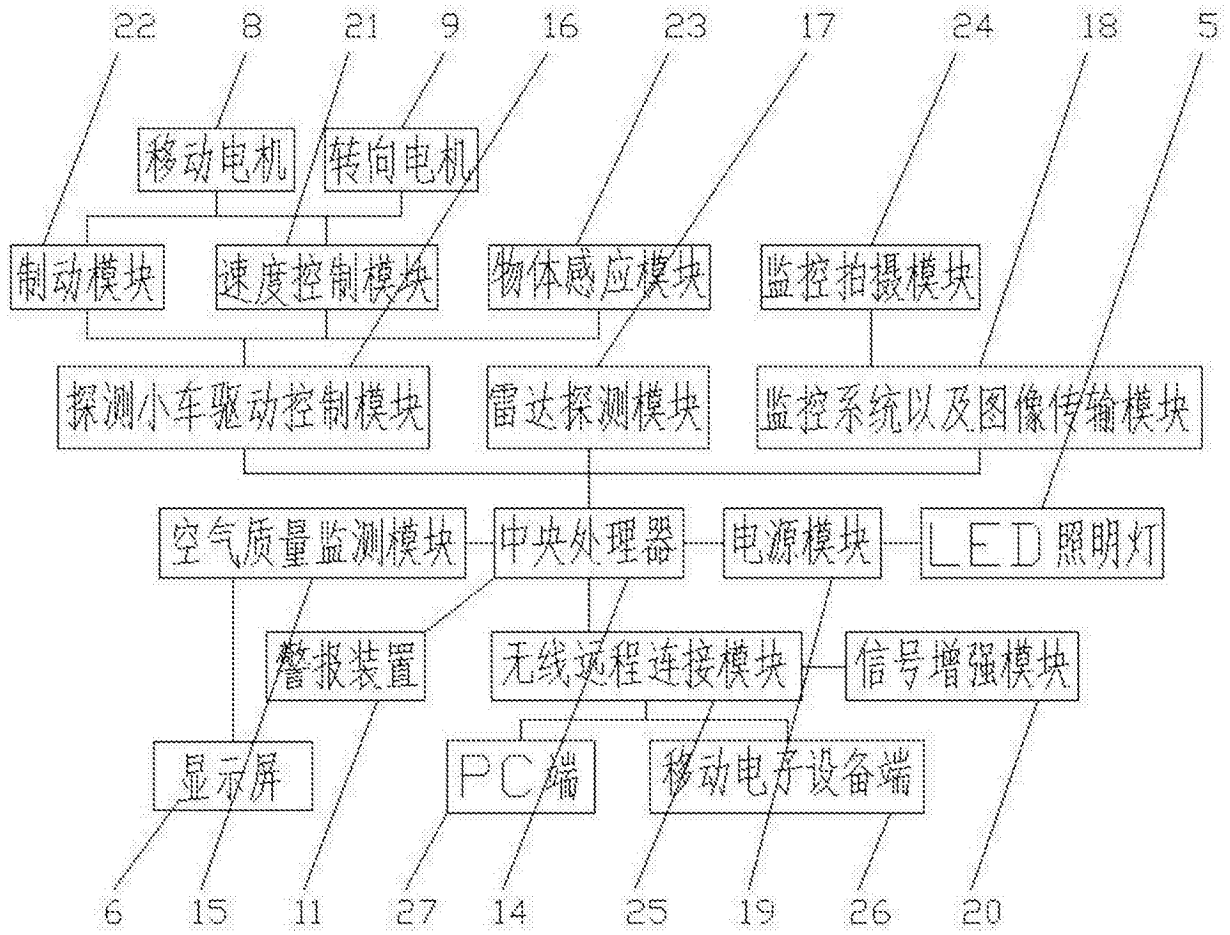 22 8 21 9 16 23 17 24 18 5
移动电机 转向电机
制动模块 速度控制模块 物体感应模块 监控拍摄模块
探测小车驱动控制模块 雷达探测模块 监控系统以及图像传输模块
空气质量监测模块 中央处理器 电源模块 LED照明灯
警报装置 无线远程连接模块 信号增强模块
显示屏 PC端 移动电子设备端
6 15 11 27 14 25 19 26 20